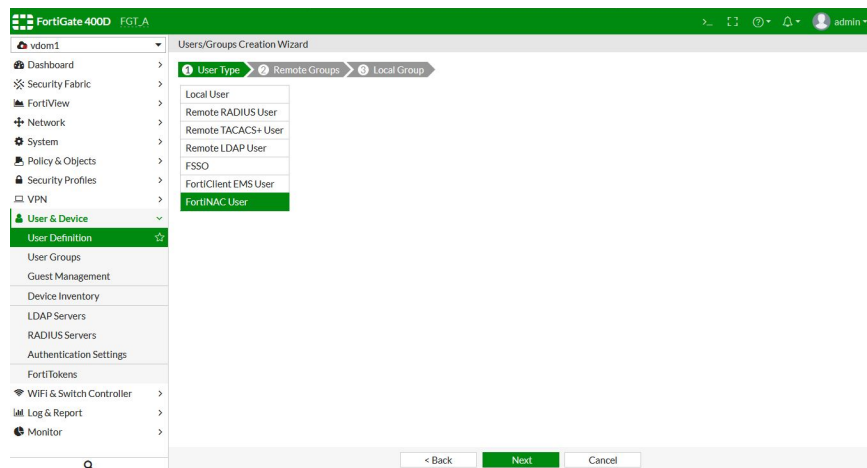 FortiGate 400D FGT_A
>_
admin
vdom1
Users/Groups Creation Wizard
Dashboard
Security Fabric
FortiView
Network
System
Policy & Objects
Security Profiles
VPN
User & Device
User Definition
User Groups
Guest Management
Device Inventory
LDAP Servers
RADIUS Servers
Authentication Settings
FortiTokens
WiFi & Switch Controller
Log & Report
Monitor
1 User Type 2 Remote Groups 3 Local Group
Local User
Remote RADIUS User
Remote TACACS+ User
Remote LDAP User
FSSO
FortiClient EMS User
FortiNAC User
< Back Next Cancel